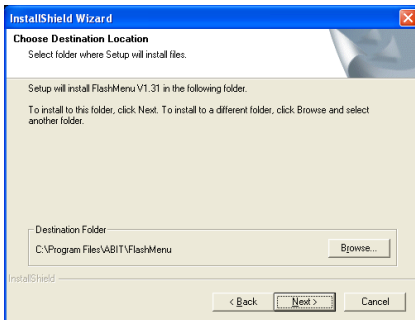 InstallShield Wizard
Choose Destination Location
Select folder where Setup will install files.
Setup will install FlashMenu V1.31 in the following folder.
To install to this folder, click Next. To install to a different folder, click Browse and select
another folder.
Destination Folder
C:\Program Files\ABIT\FlashMenu
Browse...
InstallShield
< Back
Next >
Cancel